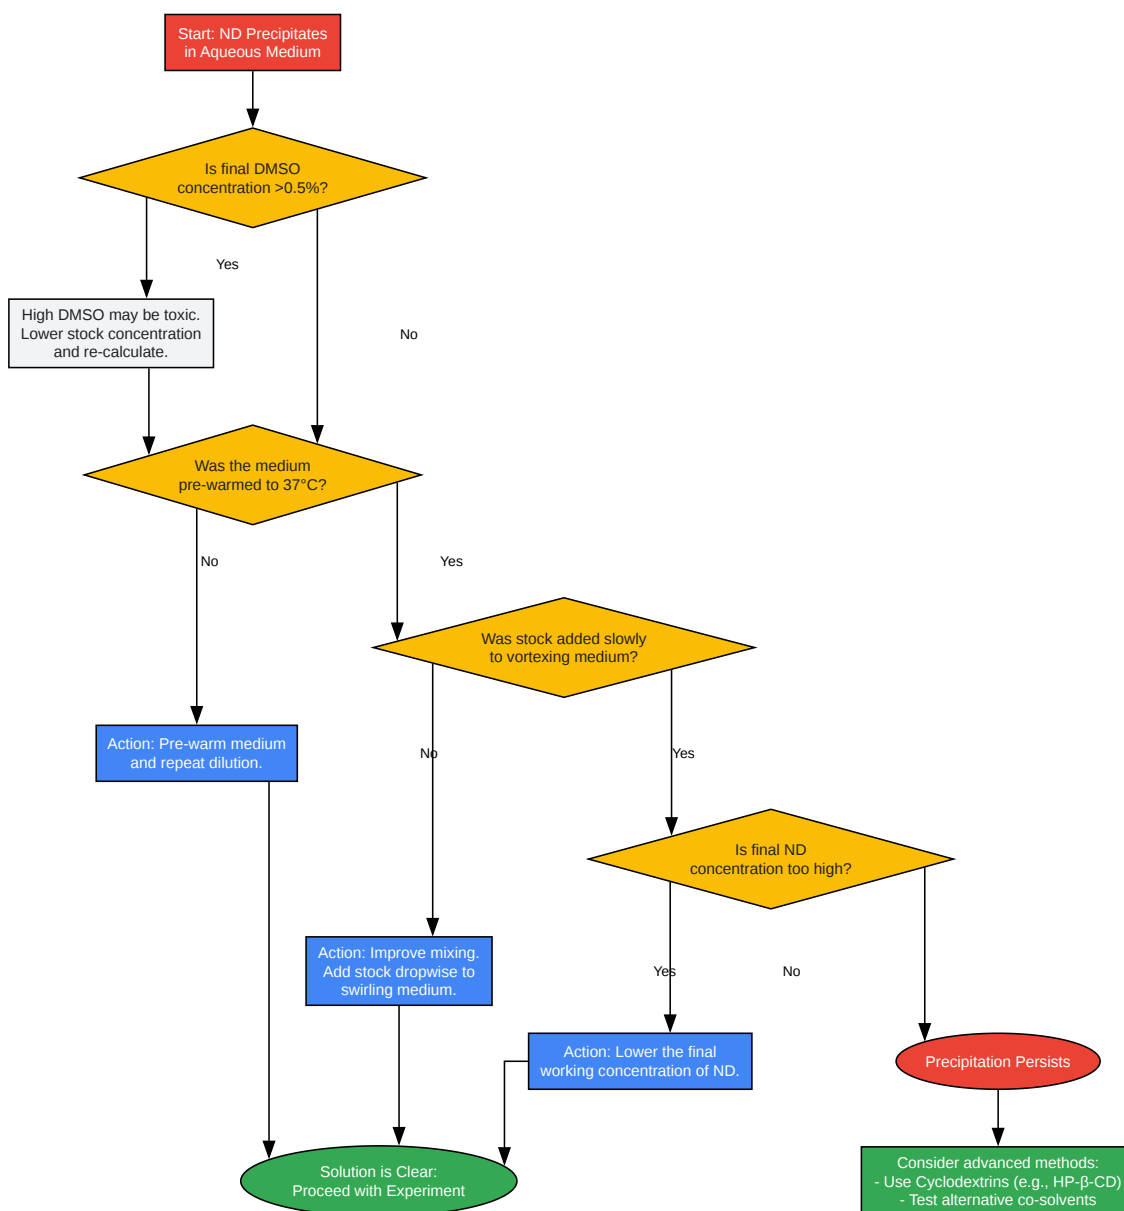 Start: ND Precipitates
in Aqueous Medium
Is final DMSO
concentration >0.5%?
Yes
High DMSO may be toxic.
Lower stock concentration
and re-calculate.
No
Was the medium
pre-warmed to 37°C?
No
Yes
Was stock added slowly
to vortexing medium?
Action: Pre-warm medium
and repeat dilution.
No
Yes
Is final ND
concentration too high?
Action: Improve mixing.
Add stock dropwise to
swirling medium.
Yes
No
Action: Lower the final
working concentration of ND.
Precipitation Persists
Solution is Clear:
Proceed with Experiment
Consider advanced methods:
- Use Cyclodextrins (e.g., HP-β-CD)
- Test alternative co-solvents